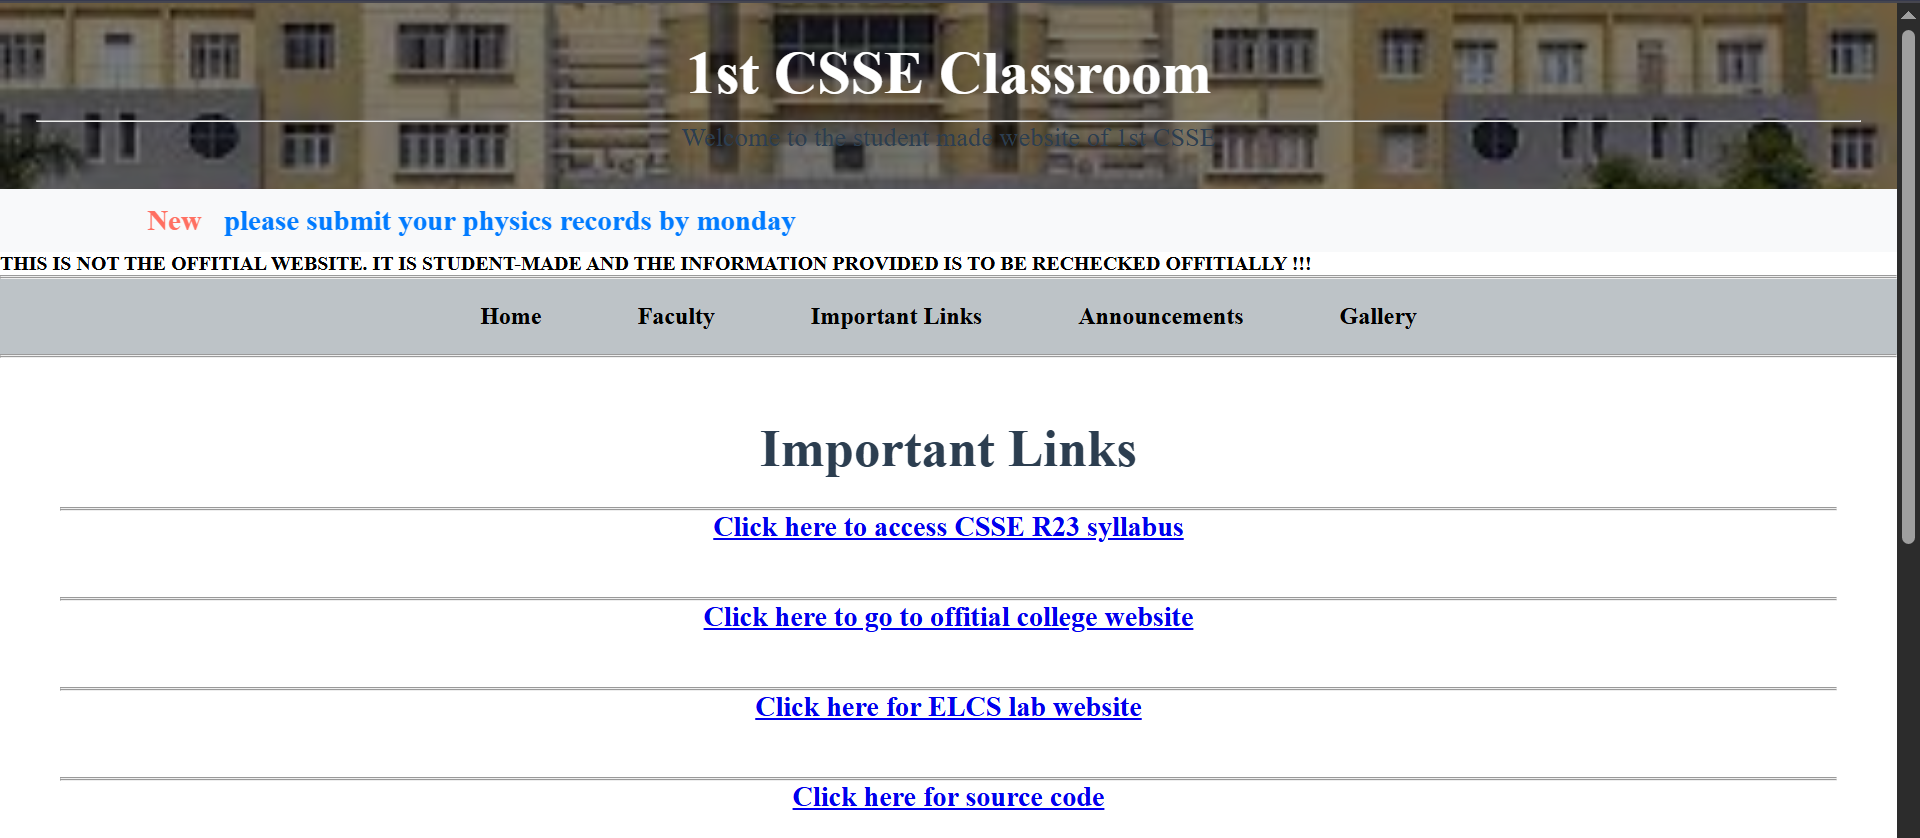 1st CSSE Classroom
Welcome to the student made website of 1st CSSE
New please submit your physics records by monday
THIS IS NOT THE OFFITIAL WEBSITE. IT IS STUDENT-MADE AND THE INFORMATION PROVIDED IS TO BE RECHECKED OFFITIALLY !!!
Home Faculty Important Links Announcements Gallery
Important Links
Click here to access CSSE R23 syllabus
Click here to go to offitial college website
Click here for ELCS lab website
Click here for source code